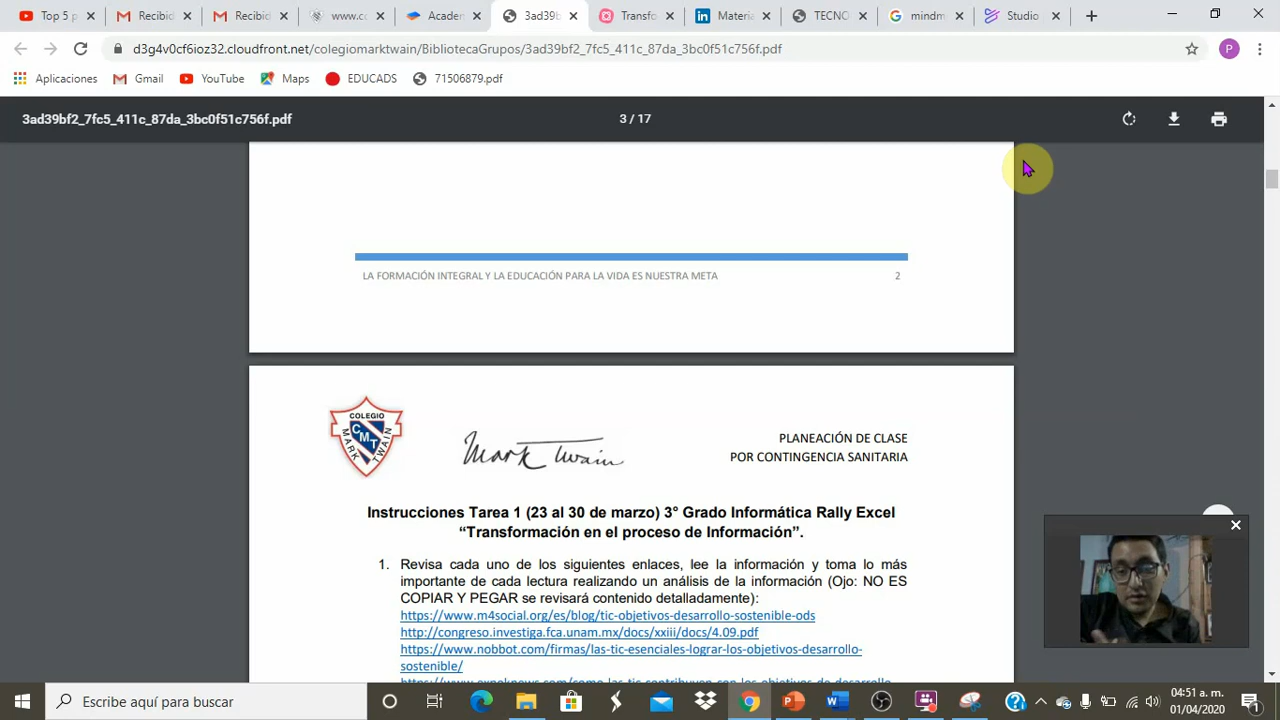 Top 5 p
Recibid
Recibid
www.cc
Acader
3ad39b
Transfo
Materia
TECNO
mindm
Studio
d3g4v0cf6ioz32.cloudfront.net/colegiomarktwain/BibliotecaGrupos/3ad39bf2_7fc5_411c_87da_3bc0f51c756f.pdf
P
Aplicaciones
Gmail
YouTube
Maps
EDUCADS
71506879.pdf
3ad39bf2_7fc5_411c_87da_3bc0f51c756f.pdf
3 / 17
LA FORMACIÓN INTEGRAL Y LA EDUCACIÓN PARA LA VIDA ES NUESTRA META 2
COLEGIO
CMT
MARK TWAIN
Mark Twain
PLANEACIÓN DE CLASE
POR CONTINGENCIA SANITARIA
Instrucciones Tarea 1 (23 al 30 de marzo) 3° Grado Informática Rally Excel
“Transformación en el proceso de Información”.
1. Revisa cada uno de los siguientes enlaces, lee la información y toma lo más
importante de cada lectura realizando un análisis de la información (Ojo: NO ES
COPIAR Y PEGAR se revisará contenido detalladamente):
https://www.m4social.org/es/blog/tic-objetivos-desarrollo-sostenible-ods
http://congreso.investiga.fca.unam.mx/docs/xxiii/docs/4.09.pdf
https://www.nobbot.com/firmas/las-tic-esenciales-lograr-los-objetivos-desarrollo-
sostenible/
Escribe aquí para buscar
04:51 a. m.
01/04/2020